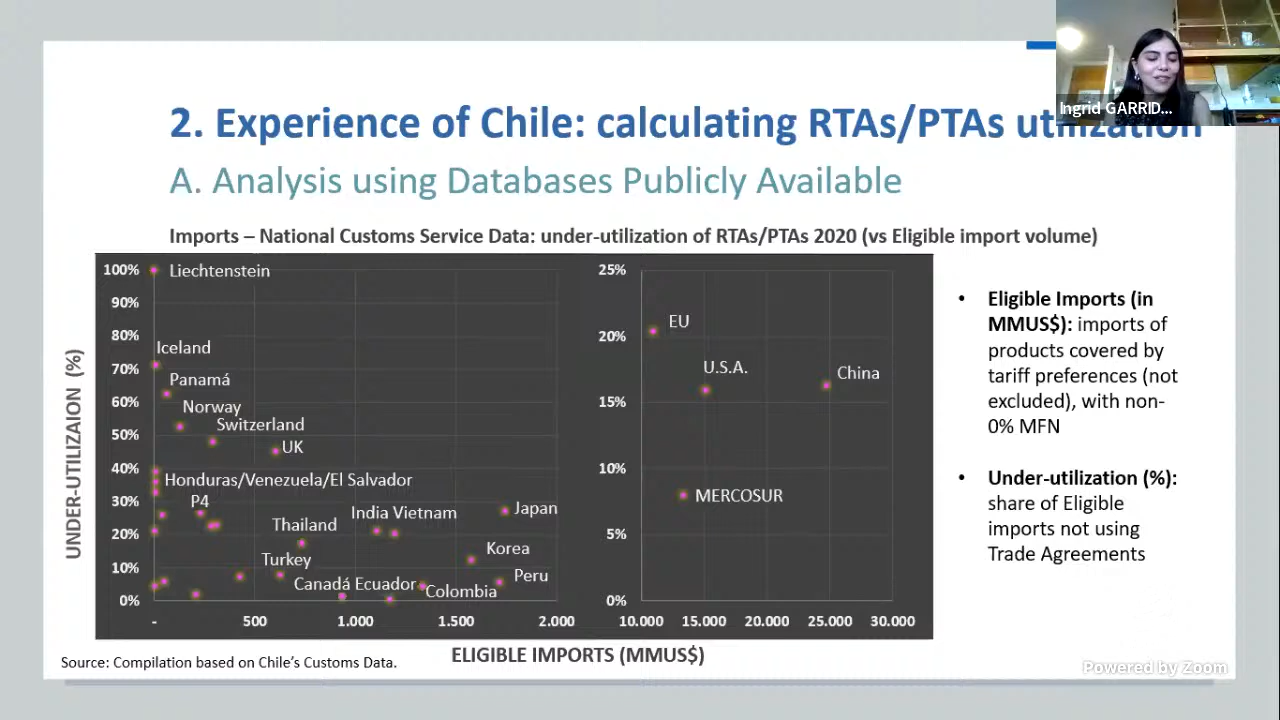 Ingrid GARRID...
2. Experience of Chile: calculating RTAs/PTAs utilization
A. Analysis using Databases Publicly Available
Imports – National Customs Service Data: under-utilization of RTAs/PTAs 2020 (vs Eligible import volume)
UNDER-UTILIZAION (%)
100%
90%
80%
70%
60%
50%
40%
30%
20%
10%
0%
Liechtenstein
Iceland
Panamá
Norway
Switzerland
UK
Honduras/Venezuela/El Salvador
P4
India Vietnam
Japan
Thailand
Korea
Turkey
Peru
Canadá Ecuador
Colombia
-
500
1.000
1.500
2.000
25%
20%
15%
10%
5%
0%
EU
U.S.A.
China
MERCOSUR
10.000
15.000
20.000
25.000
30.000
ELIGIBLE IMPORTS (MMUS$)
• Eligible Imports (in
MMUS$): imports of
products covered by
tariff preferences (not
excluded), with non-
0% MFN
• Under-utilization (%):
share of Eligible
imports not using
Trade Agreements
Source: Compilation based on Chile's Customs Data.
Powered by Zoom